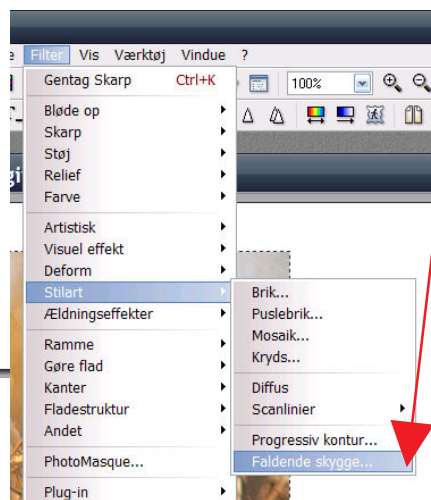 Filter Vis Værktøj Vindue ?
Gentag Skarp Ctrl+K
100%
Bløde op
Skarp
Støj
Relief
Farve
Artistisk
Visuel effekt
Deform
Stilart
Ældningseffekter
Ramme
Gøre flad
Kanter
Fladestruktur
Andet
PhotoMasque...
Plug-in
Brik...
Puslebrik...
Mosaik...
Kryds...
Diffus
Scanlinier
Progressiv kontur...
Faldende skygge...